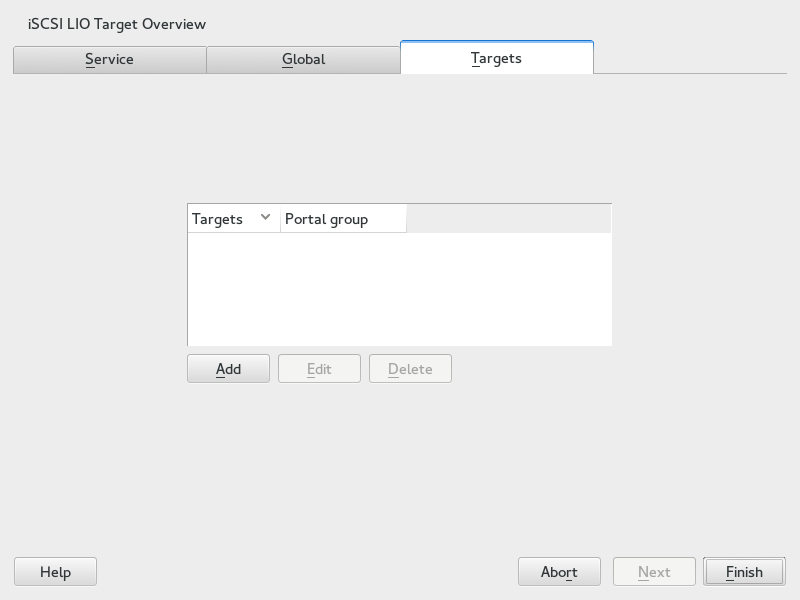 iSCSI LIO Target Overview
Service Global Targets
Targets Portal group
Add Edit Delete
Help Abort Next Finish